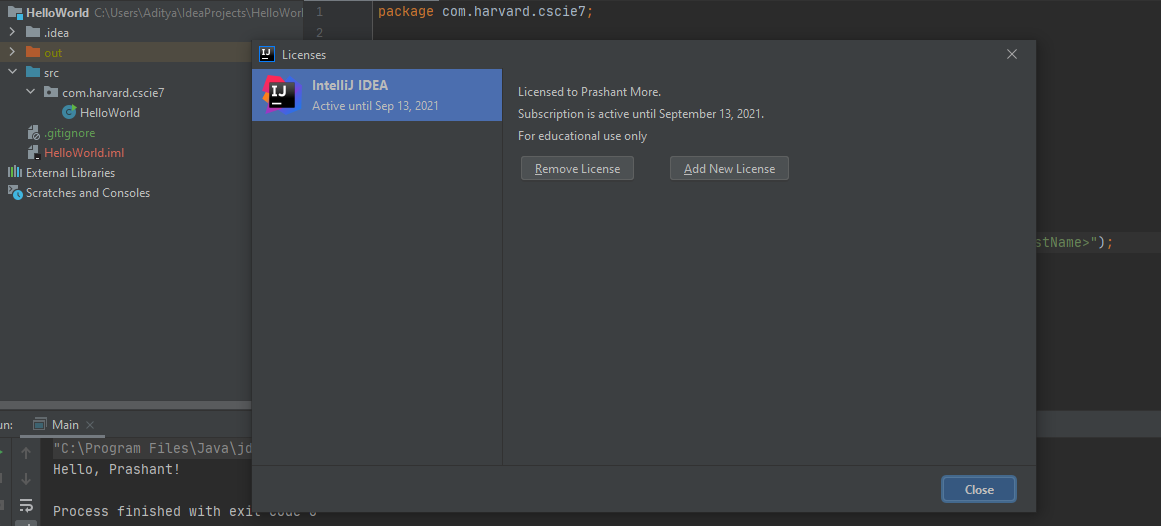 HelloWorld C:\Users\Aditya\IdeaProjects\HelloWorl
.idea
out
src
com.harvard.cscie7
HelloWorld
.gitignore
HelloWorld.iml
External Libraries
Scratches and Consoles
1 package com.harvard.cscie7;
2
Licenses
IJ
IntelliJ IDEA
Active until Sep 13, 2021
Licensed to Prashant More.
Subscription is active until September 13, 2021.
For educational use only
Remove License
Add New License
stName>");
Close
un:
Main
"C:\Program Files\Java\jd
Hello, Prashant!
Process finished with exit code 0